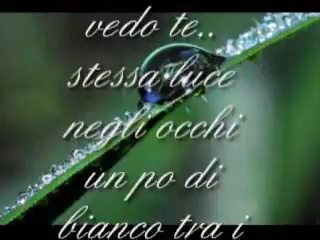 vedo te..
stessa luce
negli occhi
un po di
bianco tra i